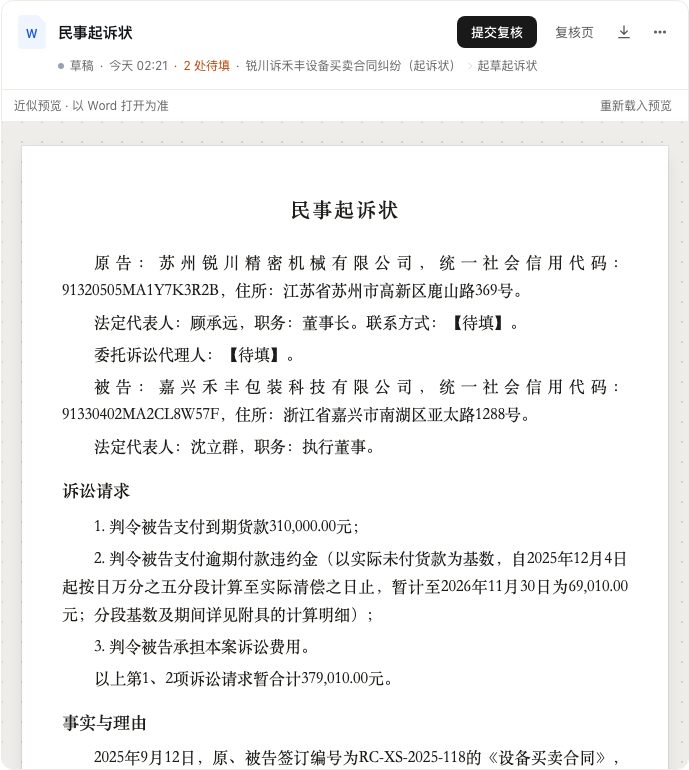 W
民事起诉状
提交复核
复核页
草稿 · 今天 02:21 · 2 处待填 · 锐川诉禾丰设备买卖合同纠纷（起诉状） › 起草起诉状
近似预览 · 以 Word 打开为准
重新载入预览
民事起诉状
原告：苏州锐川精密机械有限公司，统一社会信用代码：
91320505MA1Y7K3R2B，住所：江苏省苏州市高新区鹿山路369号。
法定代表人：顾承远，职务：董事长。联系方式：【待填】。
委托诉讼代理人：【待填】。
被告：嘉兴禾丰包装科技有限公司，统一社会信用代码：
91330402MA2CL8W57F，住所：浙江省嘉兴市南湖区亚太路1288号。
法定代表人：沈立群，职务：执行董事。
诉讼请求
1. 判令被告支付到期货款310,000.00元；
2. 判令被告支付逾期付款违约金（以实际未付货款为基数，自2025年12月4日
起按日万分之五分段计算至实际清偿之日止，暂计至2026年11月30日为69,010.00
元；分段基数及期间详见附具的计算明细）；
3. 判令被告承担本案诉讼费用。
以上第1、2项诉讼请求暂合计379,010.00元。
事实与理由
2025年9月12日，原、被告签订编号为RC-XS-2025-118的《设备买卖合同》，